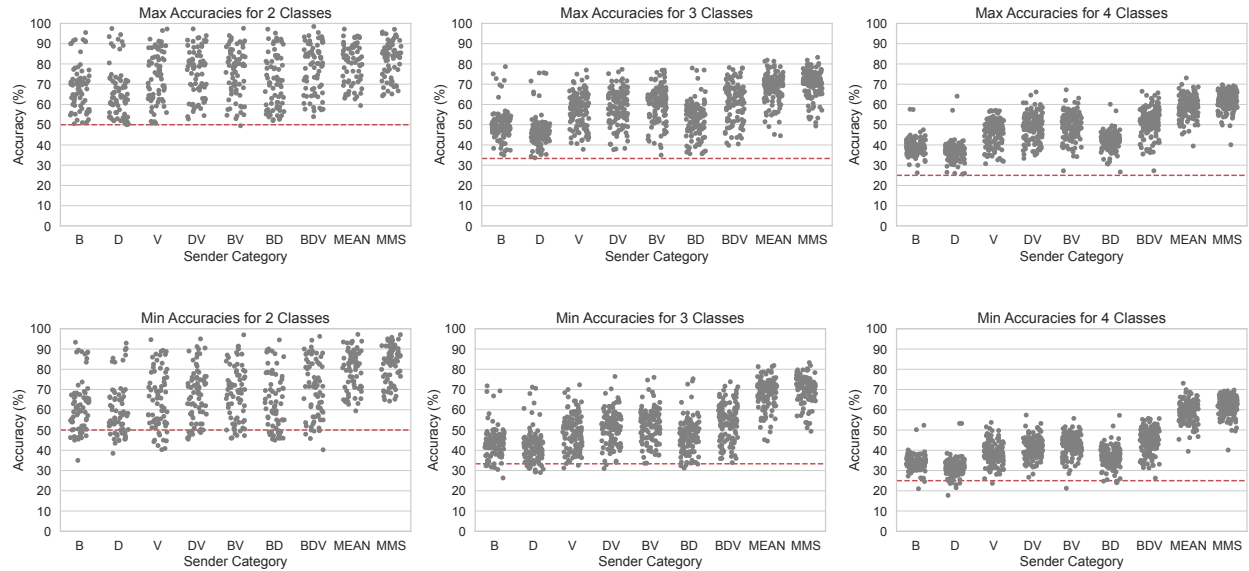 Max Accuracies for 2 Classes
100
90
80
70
60
50
40
30
20
10
0
Accuracy (%)
B D V DV BV BD BDV MEAN MMS
Sender Category
Max Accuracies for 3 Classes
100
90
80
70
60
50
40
30
20
10
0
Accuracy (%)
B D V DV BV BD BDV MEAN MMS
Sender Category
Max Accuracies for 4 Classes
100
90
80
70
60
50
40
30
20
10
0
Accuracy (%)
B D V DV BV BD BDV MEAN MMS
Sender Category
Min Accuracies for 2 Classes
100
90
80
70
60
50
40
30
20
10
0
Accuracy (%)
B D V DV BV BD BDV MEAN MMS
Sender Category
Min Accuracies for 3 Classes
100
90
80
70
60
50
40
30
20
10
0
Accuracy (%)
B D V DV BV BD BDV MEAN MMS
Sender Category
Min Accuracies for 4 Classes
100
90
80
70
60
50
40
30
20
10
0
Accuracy (%)
B D V DV BV BD BDV MEAN MMS
Sender Category